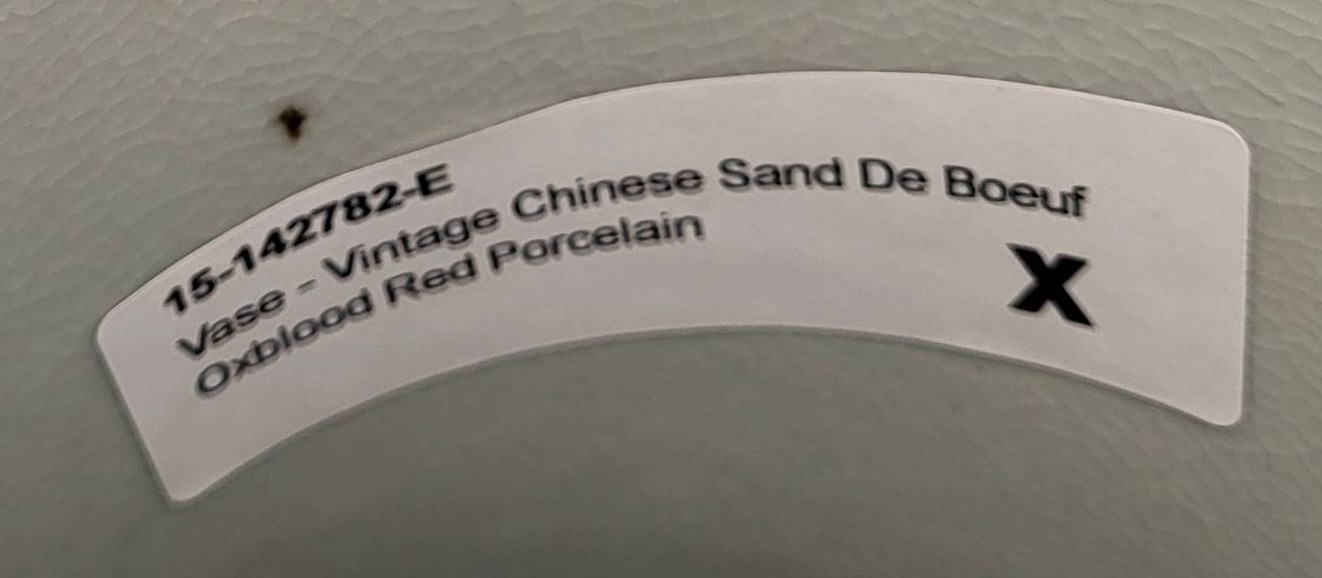 15-142782-E
Vase - Vintage Chinese Sand De Boeuf
Oxblood Red Porcelain
X